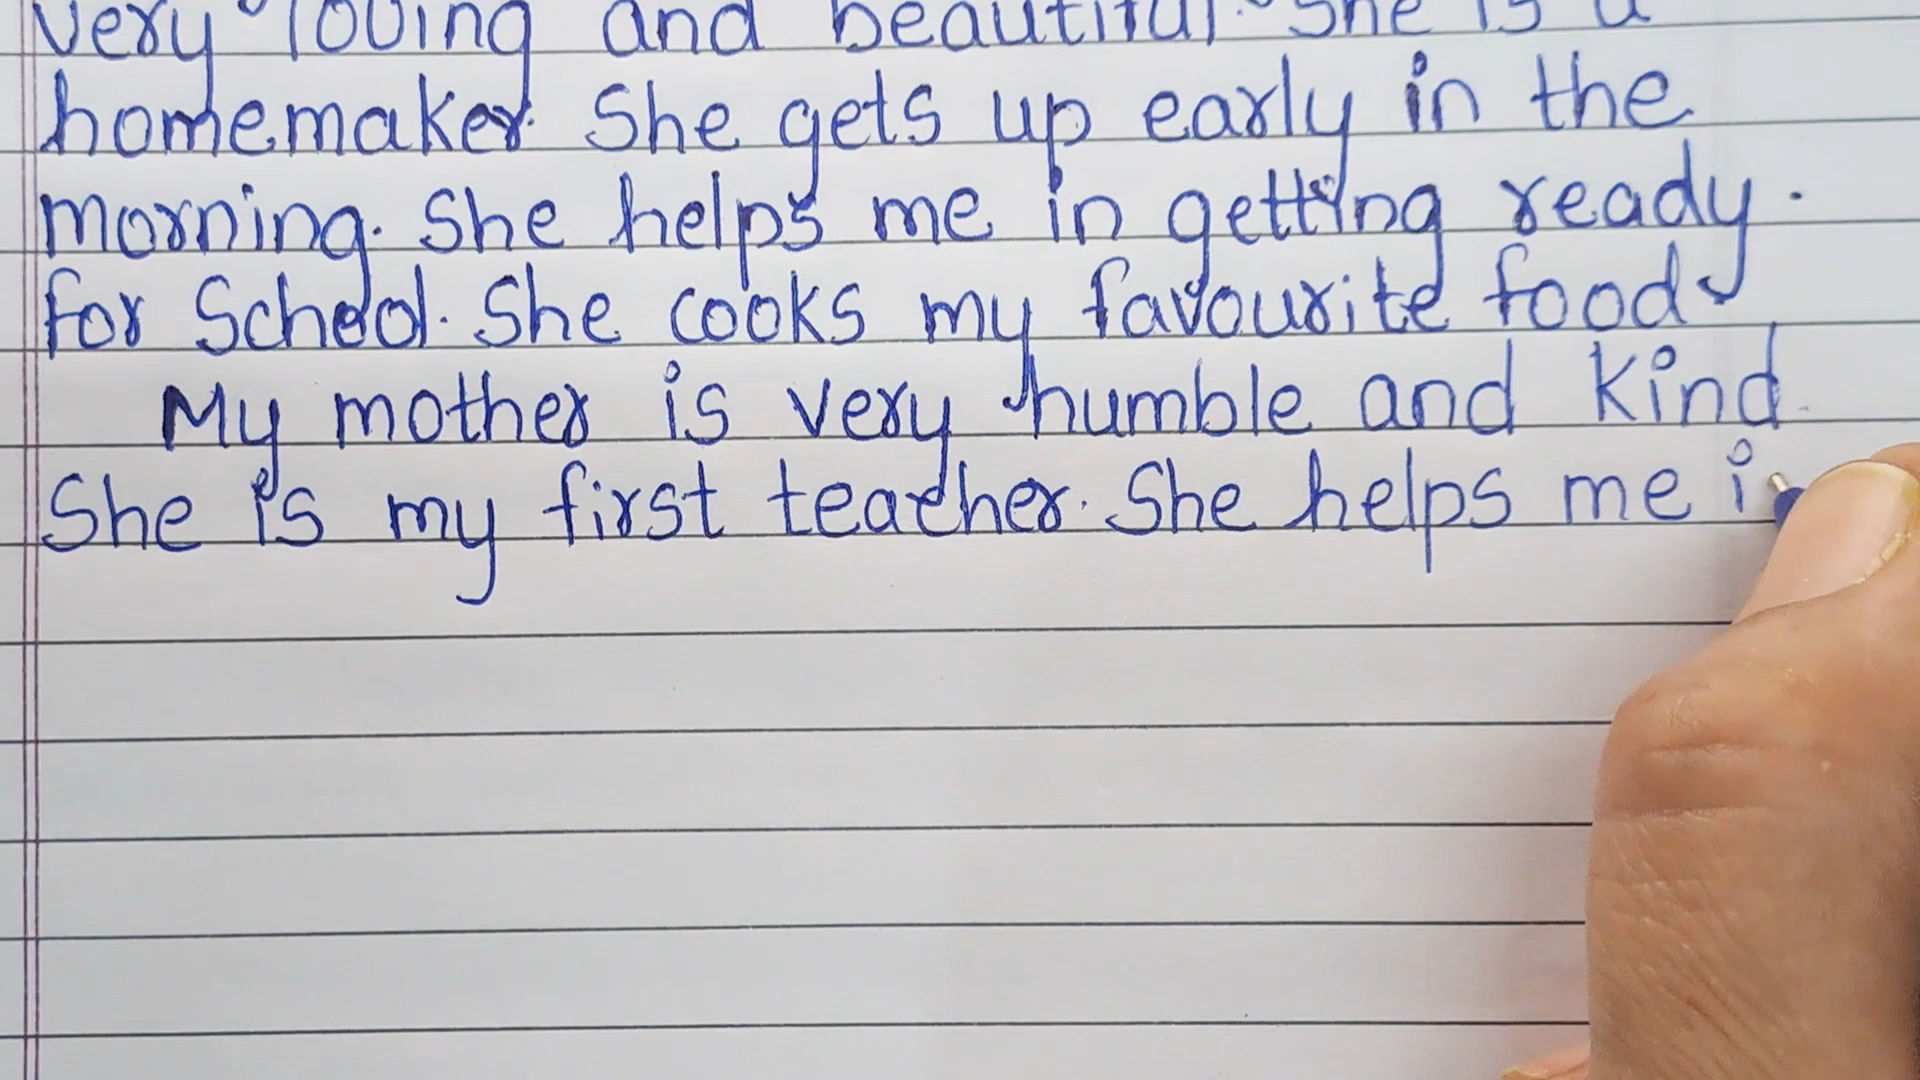 very loving and beautiful. She is a
homemaker. She gets up early in the
morning. She helps me in getting ready.
for School. She cooks my favourite food
My mother is very humble and kind.
She is my first teacher. She helps me i